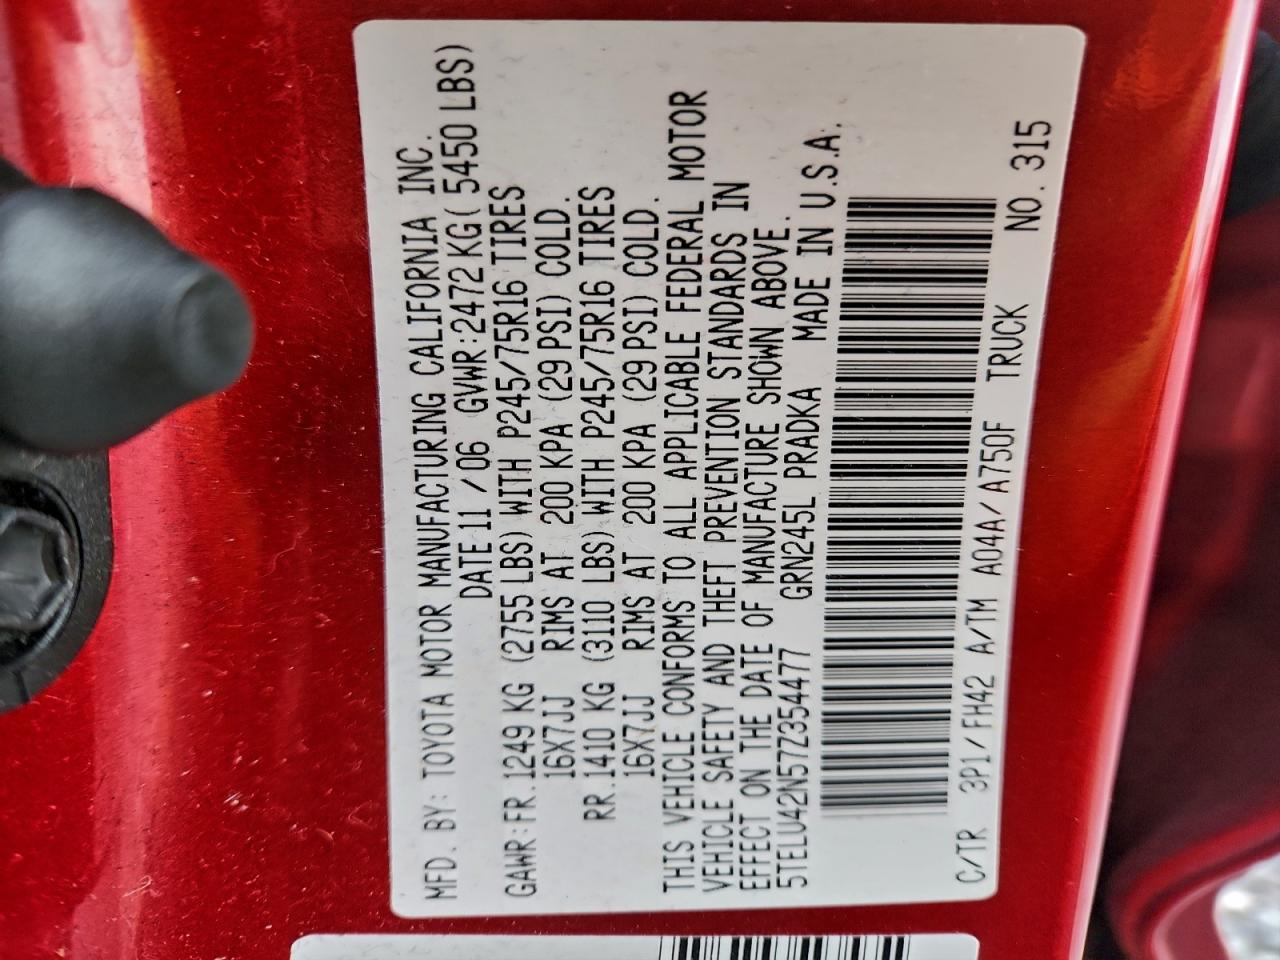 MFD. BY: TOYOTA MOTOR MANUFACTURING CALIFORNIA INC.
DATE 11 / 06 GVWR: 2472 KG( 5450 LBS)
GAWR: FR. 1249 KG (2755 LBS) WITH P245/75R16 TIRES
16X7JJ RIMS AT 200 KPA (29 PSI) COLD.
RR. 1410 KG (3110 LBS) WITH P245/75R16 TIRES
16X7JJ RIMS AT 200 KPA (29 PSI) COLD.
THIS VEHICLE CONFORMS TO ALL APPLICABLE FEDERAL MOTOR
VEHICLE SAFETY AND THEFT PREVENTION STANDARDS IN
EFFECT ON THE DATE OF MANUFACTURE SHOWN ABOVE.
5TELU42N57Z354477 GRN245L PRADKA MADE IN U.S.A.
C/TR 3P1/FH42 A/TM A04A/A750F TRUCK NO. 315